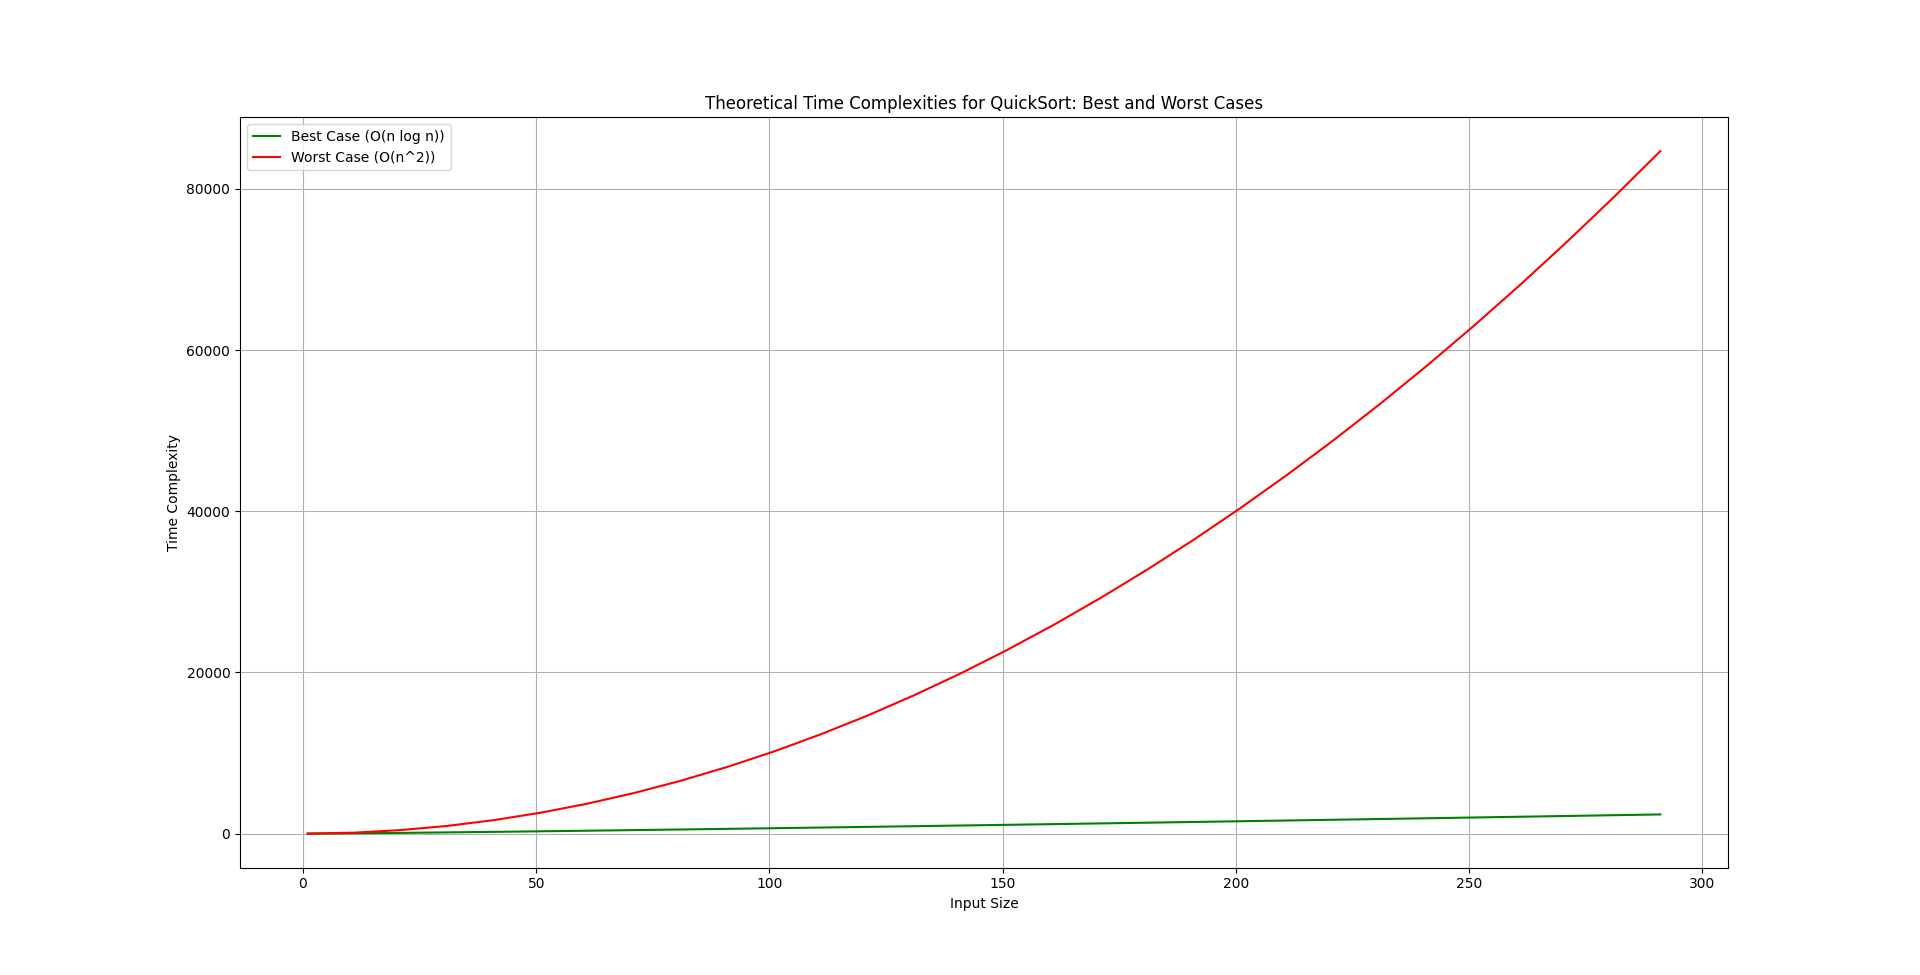 Theoretical Time Complexities for QuickSort: Best and Worst Cases
Best Case (O(n log n))
Worst Case (O(n^2))
80000
60000
40000
20000
0
Time Complexity
0 50 100 150 200 250 300
Input Size